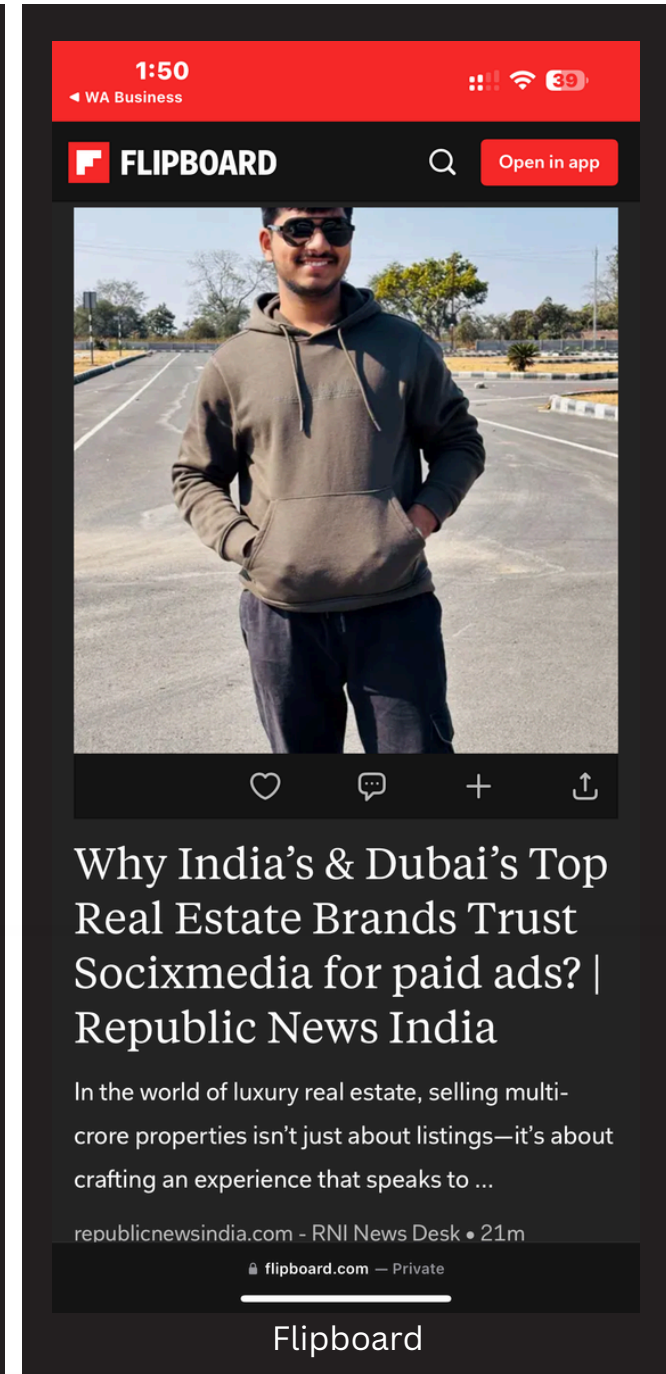 1:50
39
◀ WA Business
FLIPBOARD
Open in app
Why India’s & Dubai’s Top
Real Estate Brands Trust
Socixmedia for paid ads? |
Republic News India
In the world of luxury real estate, selling multi-
crore properties isn’t just about listings—it’s about
crafting an experience that speaks to ...
republicnewsindia.com - RNI News Desk • 21m
flipboard.com — Private
Flipboard